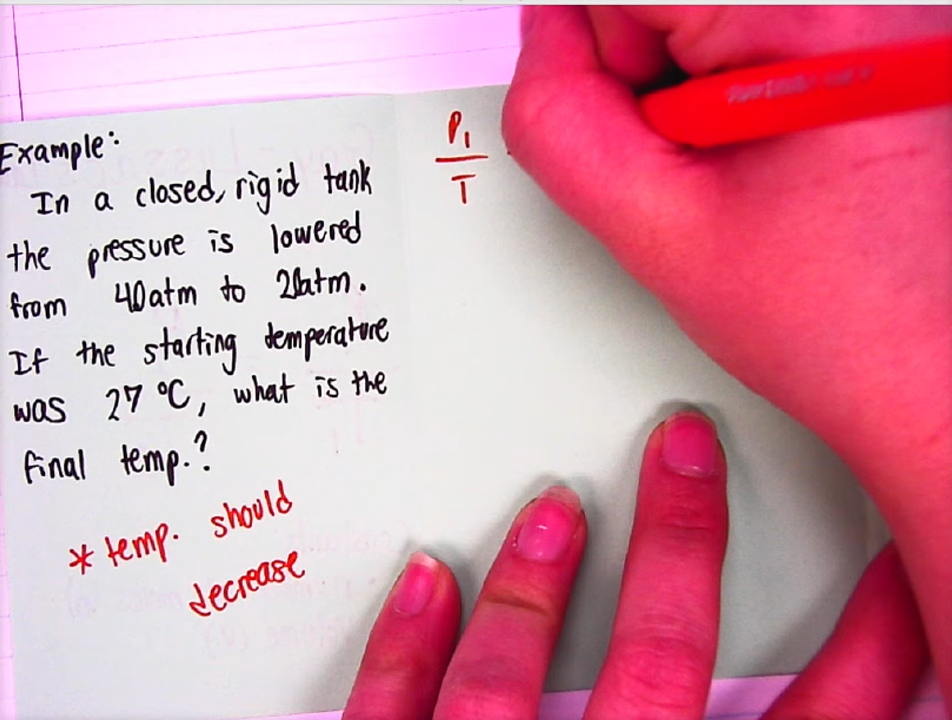 Example:
In a closed, rigid tank
the pressure is lowered
from 40atm to 20atm.
If the starting temperature
was 27 °C, what is the
final temp.?
* temp. should
decrease
P₁
T